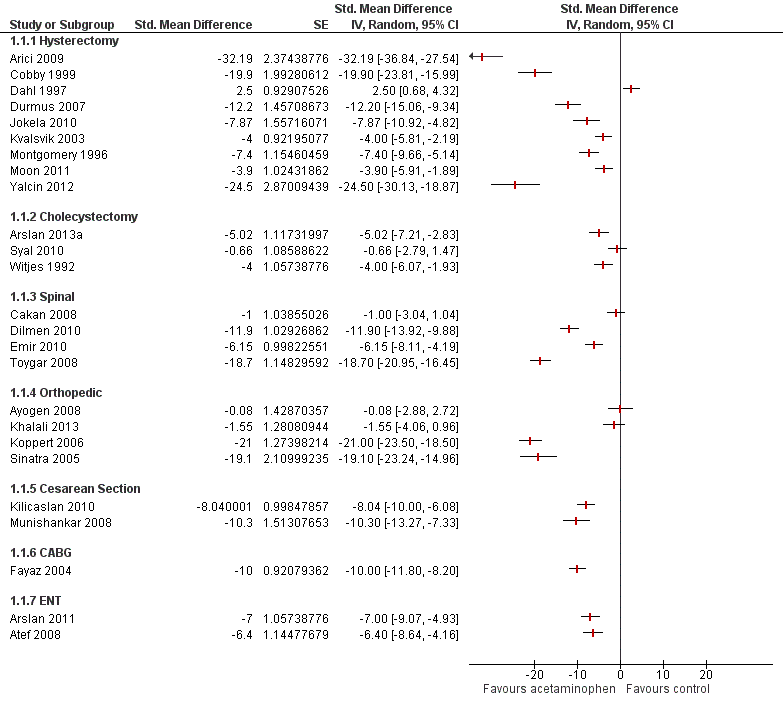 Std. Mean Difference Std. Mean Difference
Study or Subgroup Std. Mean Difference SE IV, Random, 95% CI IV, Random, 95% CI
1.1.1 Hysterectomy
Arici 2009 -32.19 2.37438776 -32.19 [-36.84, -27.54]
Cobby 1999 -19.9 1.99280612 -19.90 [-23.81, -15.99]
Dahl 1997 2.5 0.92907526 2.50 [0.68, 4.32]
Durmus 2007 -12.2 1.45708673 -12.20 [-15.06, -9.34]
Jokela 2010 -7.87 1.55716071 -7.87 [-10.92, -4.82]
Kvalsvik 2003 -4 0.92195077 -4.00 [-5.81, -2.19]
Montgomery 1996 -7.4 1.15460459 -7.40 [-9.66, -5.14]
Moon 2011 -3.9 1.02431862 -3.90 [-5.91, -1.89]
Yalcin 2012 -24.5 2.87009439 -24.50 [-30.13, -18.87]
1.1.2 Cholecystectomy
Arslan 2013a -5.02 1.11731997 -5.02 [-7.21, -2.83]
Syal 2010 -0.66 1.08588622 -0.66 [-2.79, 1.47]
Witjes 1992 -4 1.05738776 -4.00 [-6.07, -1.93]
1.1.3 Spinal
Cakan 2008 -1 1.03855026 -1.00 [-3.04, 1.04]
Dilmen 2010 -11.9 1.02926862 -11.90 [-13.92, -9.88]
Emir 2010 -6.15 0.99822551 -6.15 [-8.11, -4.19]
Toygar 2008 -18.7 1.14829592 -18.70 [-20.95, -16.45]
1.1.4 Orthopedic
Ayogen 2008 -0.08 1.42870357 -0.08 [-2.88, 2.72]
Khalali 2013 -1.55 1.28080944 -1.55 [-4.06, 0.96]
Koppert 2006 -21 1.27398214 -21.00 [-23.50, -18.50]
Sinatra 2005 -19.1 2.10999235 -19.10 [-23.24, -14.96]
1.1.5 Cesarean Section
Kilicaslan 2010 -8.040001 0.99847857 -8.04 [-10.00, -6.08]
Munishankar 2008 -10.3 1.51307653 -10.30 [-13.27, -7.33]
1.1.6 CABG
Fayaz 2004 -10 0.92079362 -10.00 [-11.80, -8.20]
1.1.7 ENT
Arslan 2011 -7 1.05738776 -7.00 [-9.07, -4.93]
Atef 2008 -6.4 1.14477679 -6.40 [-8.64, -4.16]
-20 -10 0 10 20
Favours acetaminophen Favours control